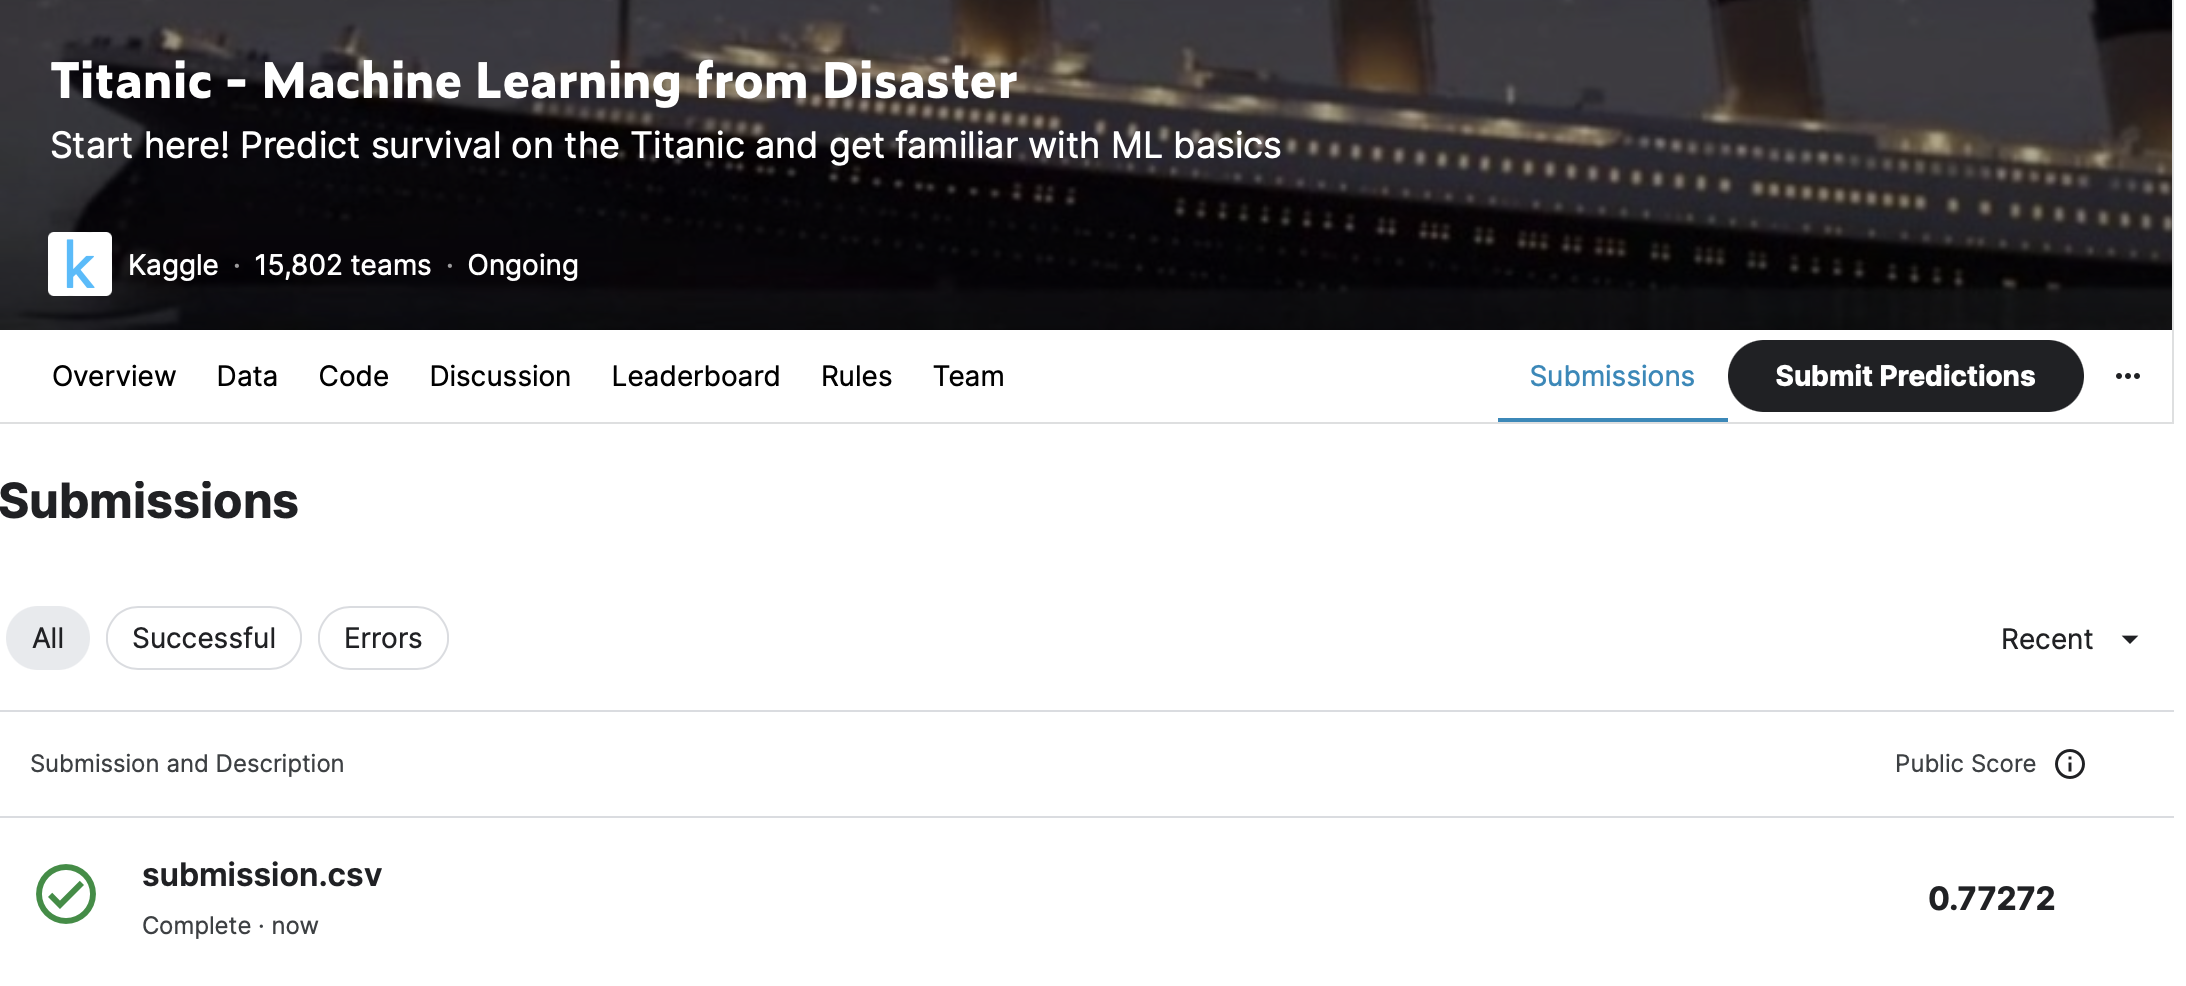 Titanic - Machine Learning from Disaster
Start here! Predict survival on the Titanic and get familiar with ML basics
k
Kaggle · 15,802 teams · Ongoing
Overview Data Code Discussion Leaderboard Rules Team Submissions Submit Predictions ...
Submissions
All Successful Errors Recent
Submission and Description Public Score i
submission.csv
0.77272
Complete · now